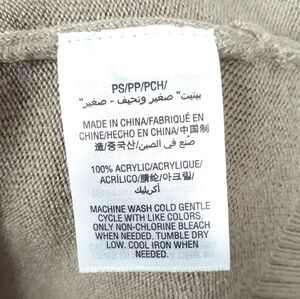 PS/PP/PCH/
بيتيت" صغير ونحيف - صغير"
MADE IN CHINA/FABRIQUÉ EN
CHINE/HECHO EN CHINA/中国制
造/중국산/صنع في الصين
100% ACRYLIC/ACRYLIQUE/
ACRÍLICO/腈纶/아크릴/
أكريليك
MACHINE WASH COLD GENTLE
CYCLE WITH LIKE COLORS.
ONLY NON-CHLORINE BLEACH
WHEN NEEDED. TUMBLE DRY
LOW. COOL IRON WHEN
NEEDED.